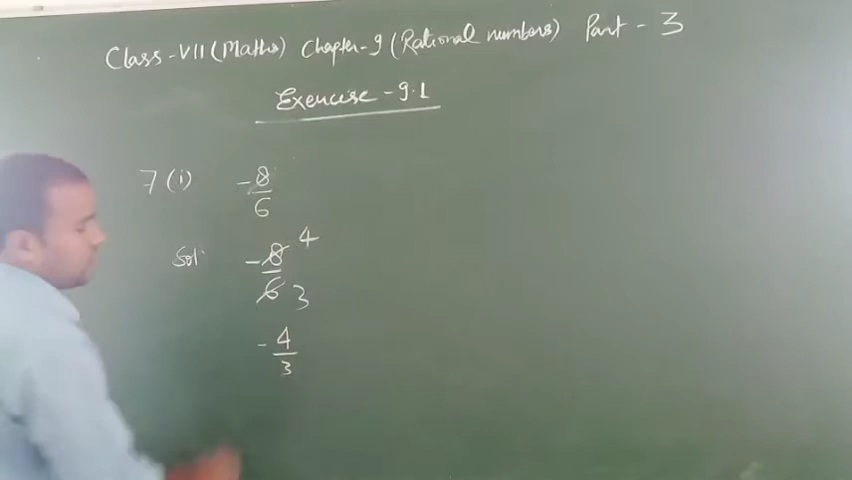 Class-VII (Maths) Chapter-9 (Rational numbers) Part - 3
Exercise - 9.1
7 (i) -8/6
Sol: -8/6 4 3
-4/3